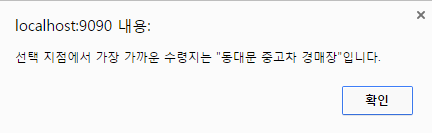 localhost:9090 내용:
선택 지점에서 가장 가까운 수령지는 "동대문 중고차 경매장"입니다.
확인